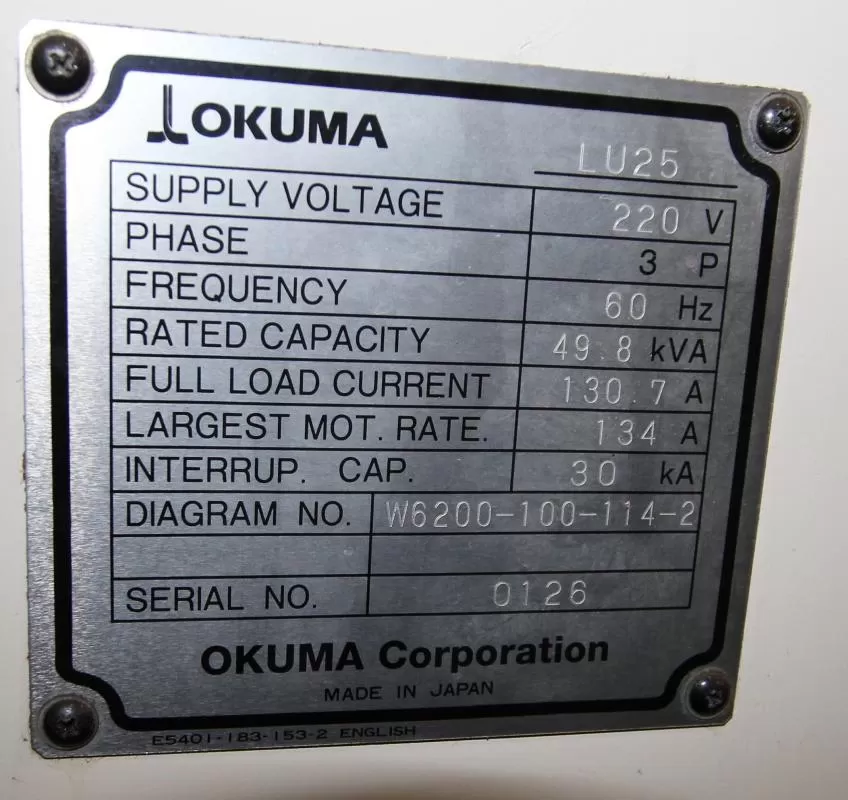 OKUMA
LU25
SUPPLY VOLTAGE 220 V
PHASE 3 P
FREQUENCY 60 Hz
RATED CAPACITY 49.8 kVA
FULL LOAD CURRENT 130.7 A
LARGEST MOT. RATE. 134 A
INTERRUP. CAP. 30 kA
DIAGRAM NO. W6200-100-114-2
SERIAL NO. 0126
OKUMA Corporation
MADE IN JAPAN
E5401-183-153-2 ENGLISH